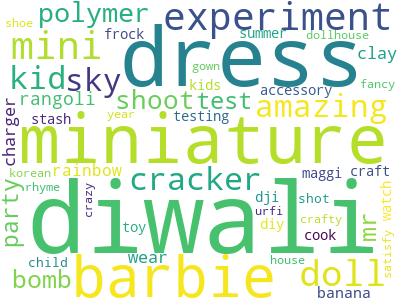 shoe
polymer
frock
experiment
summer
dollhouse
mini
dress
clay
kid
sky
gown
kids
accessory
fancy
rangoli
shoot
test
amazing
charger
stash
year
testing
miniature
korean
rainbow
cracker
maggi
craft
rhyme
crazy
party
diwali
dji
shot
mr
satisfy
watch
toy
urfi
diy
crafty
child
wear
cook
bomb
barbie
house
doll
banana